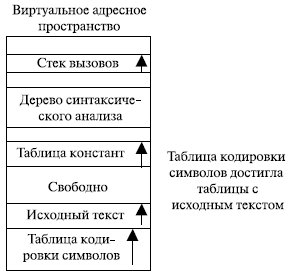 Виртуальное адресное
пространство
Стек вызовов
Дерево синтаксиче-
ского анализа
Таблица констант
Свободно
Исходный текст
Таблица коди-
ровки символов
Таблица кодировки
символов достигла
таблицы с
исходным текстом